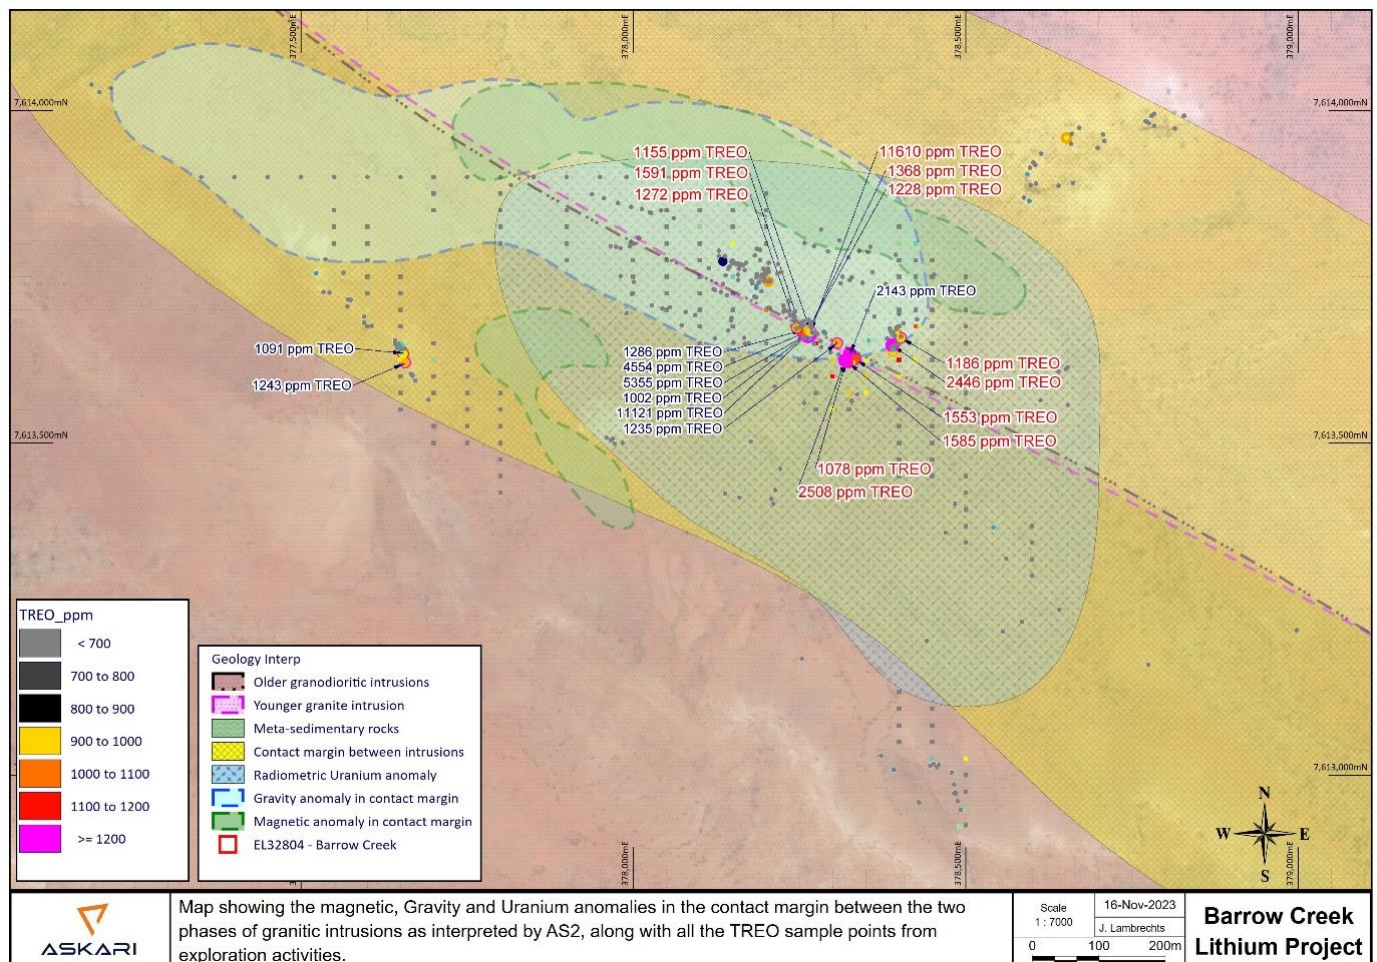 377,500mE
378,000mE
378,500mE
379,000mE
7,614,000mN
7,614,000mN
1155 ppm TREO
1591 ppm TREO
1272 ppm TREO
11610 ppm TREO
1368 ppm TREO
1228 ppm TREO
2143 ppm TREO
1091 ppm TREO
1243 ppm TREO
1286 ppm TREO
4554 ppm TREO
5355 ppm TREO
1002 ppm TREO
11121 ppm TREO
1235 ppm TREO
1186 ppm TREO
2446 ppm TREO
1553 ppm TREO
1585 ppm TREO
1078 ppm TREO
2508 ppm TREO
7,613,500mN
7,613,500mN
7,613,000mN
TREO_ppm
< 700
700 to 800
800 to 900
900 to 1000
1000 to 1100
1100 to 1200
>= 1200
Geology Interp
Older granodioritic intrusions
Younger granite intrusion
Meta-sedimentary rocks
Contact margin between intrusions
Radiometric Uranium anomaly
Gravity anomaly in contact margin
Magnetic anomaly in contact margin
EL32804 - Barrow Creek
378,000mE
378,500mE
379,000mE
N
W E
S
ASKARI
Map showing the magnetic, Gravity and Uranium anomalies in the contact margin between the two
phases of granitic intrusions as interpreted by AS2, along with all the TREO sample points from
exploration activities.
Scale
1 : 7000
16-Nov-2023
J. Lambrechts
0 100 200m
Barrow Creek
Lithium Project